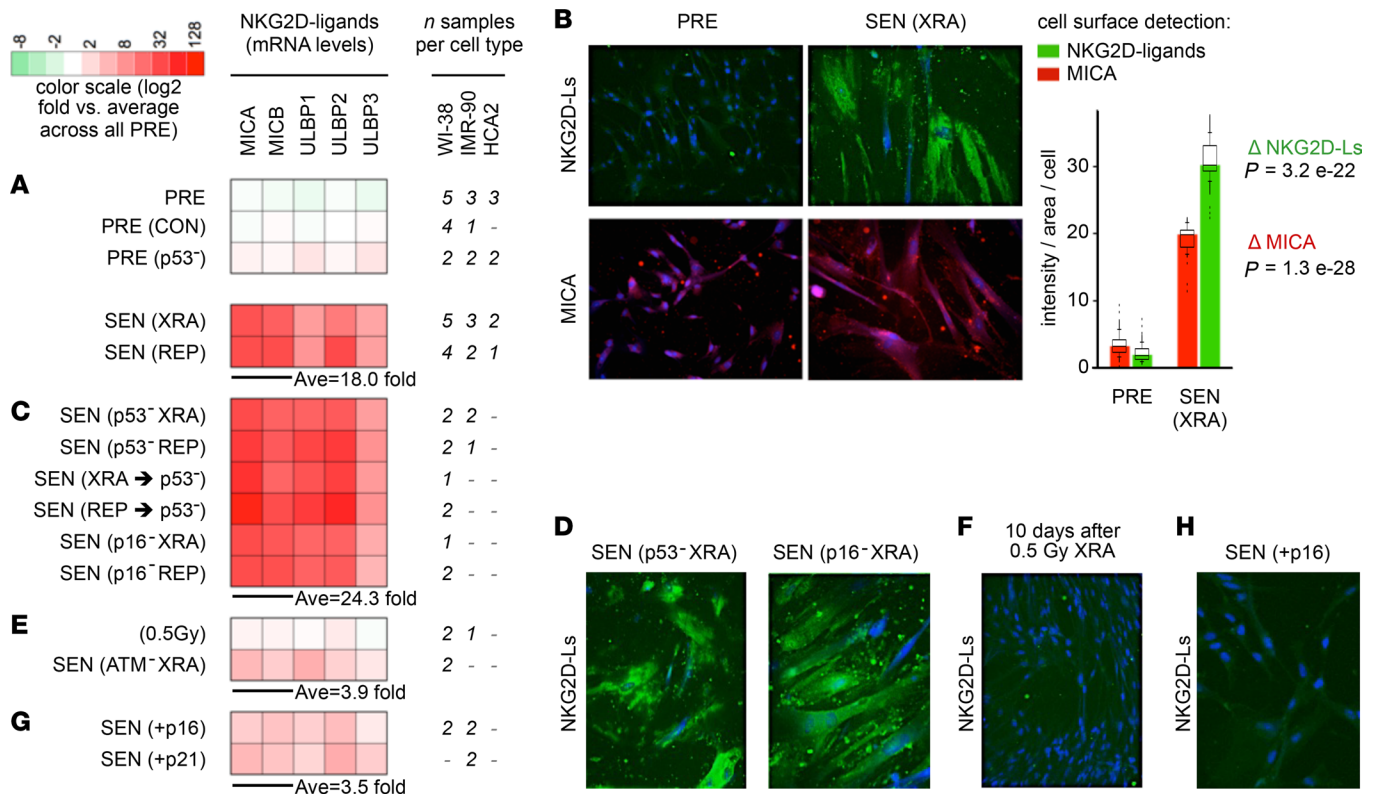 -8 -2 2 8 32 128
color scale (log2
fold vs. average
across all PRE)
NKG2D-ligands
(mRNA levels)
n samples
per cell type
MICA MICB ULBP1 ULBP2 ULBP3
WI-38 IMR-90 HCA2
A
PRE 5 3 3
PRE (CON) 4 1 -
PRE (p53⁻) 2 2 2
SEN (XRA) 5 3 2
SEN (REP) 4 2 1
Ave=18.0 fold
C
SEN (p53⁻ XRA) 2 2 -
SEN (p53⁻ REP) 2 1 -
SEN (XRA ➔ p53⁻) 1 - -
SEN (REP ➔ p53⁻) 2 - -
SEN (p16⁻ XRA) 1 - -
SEN (p16⁻ REP) 2 - -
Ave=24.3 fold
E
(0.5Gy) 2 1 -
SEN (ATM⁻ XRA) 2 - -
Ave=3.9 fold
G
SEN (+p16) 2 2 -
SEN (+p21) - 2 -
Ave=3.5 fold
B
PRE SEN (XRA)
NKG2D-Ls
MICA
cell surface detection:
NKG2D-ligands
MICA
intensity / area / cell
30
20
10
0
PRE SEN
(XRA)
Δ NKG2D-Ls
P = 3.2 e-22
Δ MICA
P = 1.3 e-28
D
SEN (p53⁻ XRA) SEN (p16⁻ XRA)
NKG2D-Ls
F
10 days after
0.5 Gy XRA
NKG2D-Ls
H
SEN (+p16)
NKG2D-Ls